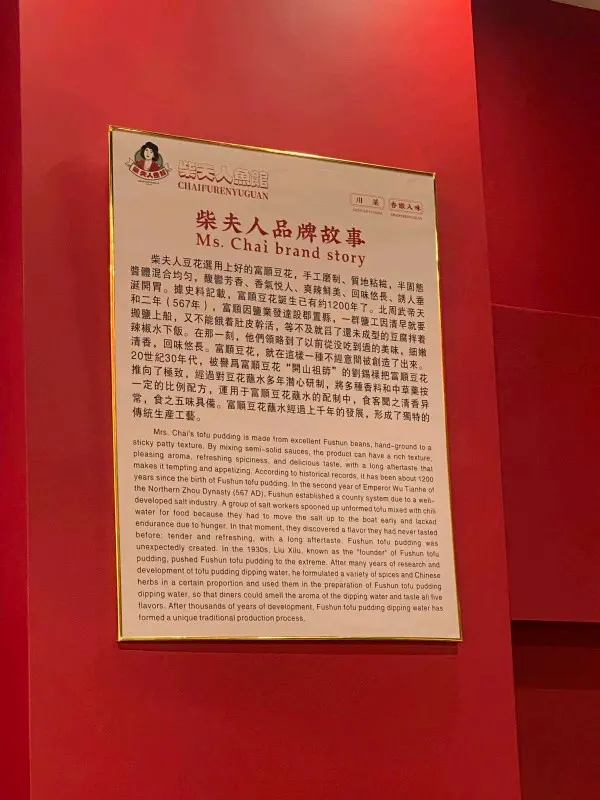 柴夫人魚館
柴夫人魚館
CHAIFURENYUGUAN
川 菜
香嫩入味
柴夫人品牌故事
Ms. Chai brand story
柴夫人豆花選用上好的富順豆花，手工磨制、質地粘糍，半固態
醬體混合均匀，馥鬱芳香、香氣悦人、爽辣鮮美、回味悠長、誘人垂
涎開胃。據史料記載，富順豆花誕生已有約1200年了。北周武帝天
和二年（567年），富順因鹽業發達設郡置縣，一群鹽工因清早就要
搬鹽上船，又不能餓着肚皮幹活，等不及就舀了還未成型的豆腐拌着
辣椒水下飯。在那一刻，他們領略到了以前從没吃到過的美味，細嫩
清香，回味悠長。富順豆花，就在這樣一種不經意間被創造了出來。
20世紀30年代，被譽爲富順豆花“開山祖師”的劉錫禄把富順豆花
推向了極致，經過對豆花蘸水多年潛心研制，將多種香料和中草藥按
一定的比例配方，運用于富順豆花蘸水的配制中，食客聞之清香异
常，食之五味具備。富順豆花蘸水經過上千年的發展，形成了獨特的
傳統生産工藝。
Mrs. Chai's tofu pudding is made from excellent Fushun beans, hand-ground to a
sticky patty texture. By mixing semi-solid sauces, the product can have a rich texture,
pleasing aroma, refreshing spiciness, and delicious taste, with a long aftertaste that
makes it tempting and appetizing. According to historical records, it has been about 1200
years since the birth of Fushun tofu pudding. In the second year of Emperor Wu Tianhe of
the Northern Zhou Dynasty (567 AD), Fushun established a county system due to a well-
developed salt industry. A group of salt workers spooned up unformed tofu mixed with chili
water for food because they had to move the salt up to the boat early and lacked
endurance due to hunger. In that moment, they discovered a flavor they had never tasted
before: tender and refreshing, with a long aftertaste. Fushun tofu pudding was
unexpectedly created. In the 1930s, Liu Xilu, known as the "founder" of Fushun tofu
pudding, pushed Fushun tofu pudding to the extreme. After many years of research and
development of tofu pudding dipping water, he formulated a variety of spices and Chinese
herbs in a certain proportion and used them in the preparation of Fushun tofu pudding
dipping water, so that diners could smell the aroma of the dipping water and taste all five
flavors. After thousands of years of development, Fushun tofu pudding dipping water has
formed a unique traditional production process.